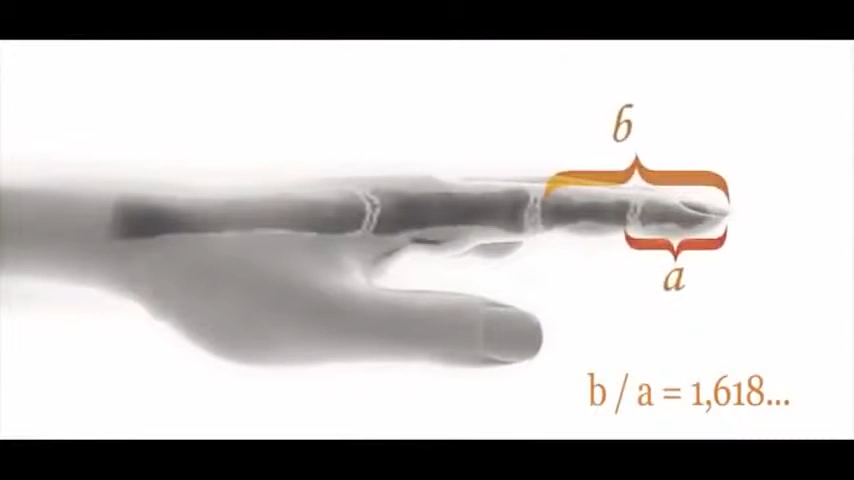 b
a
b / a = 1,618...